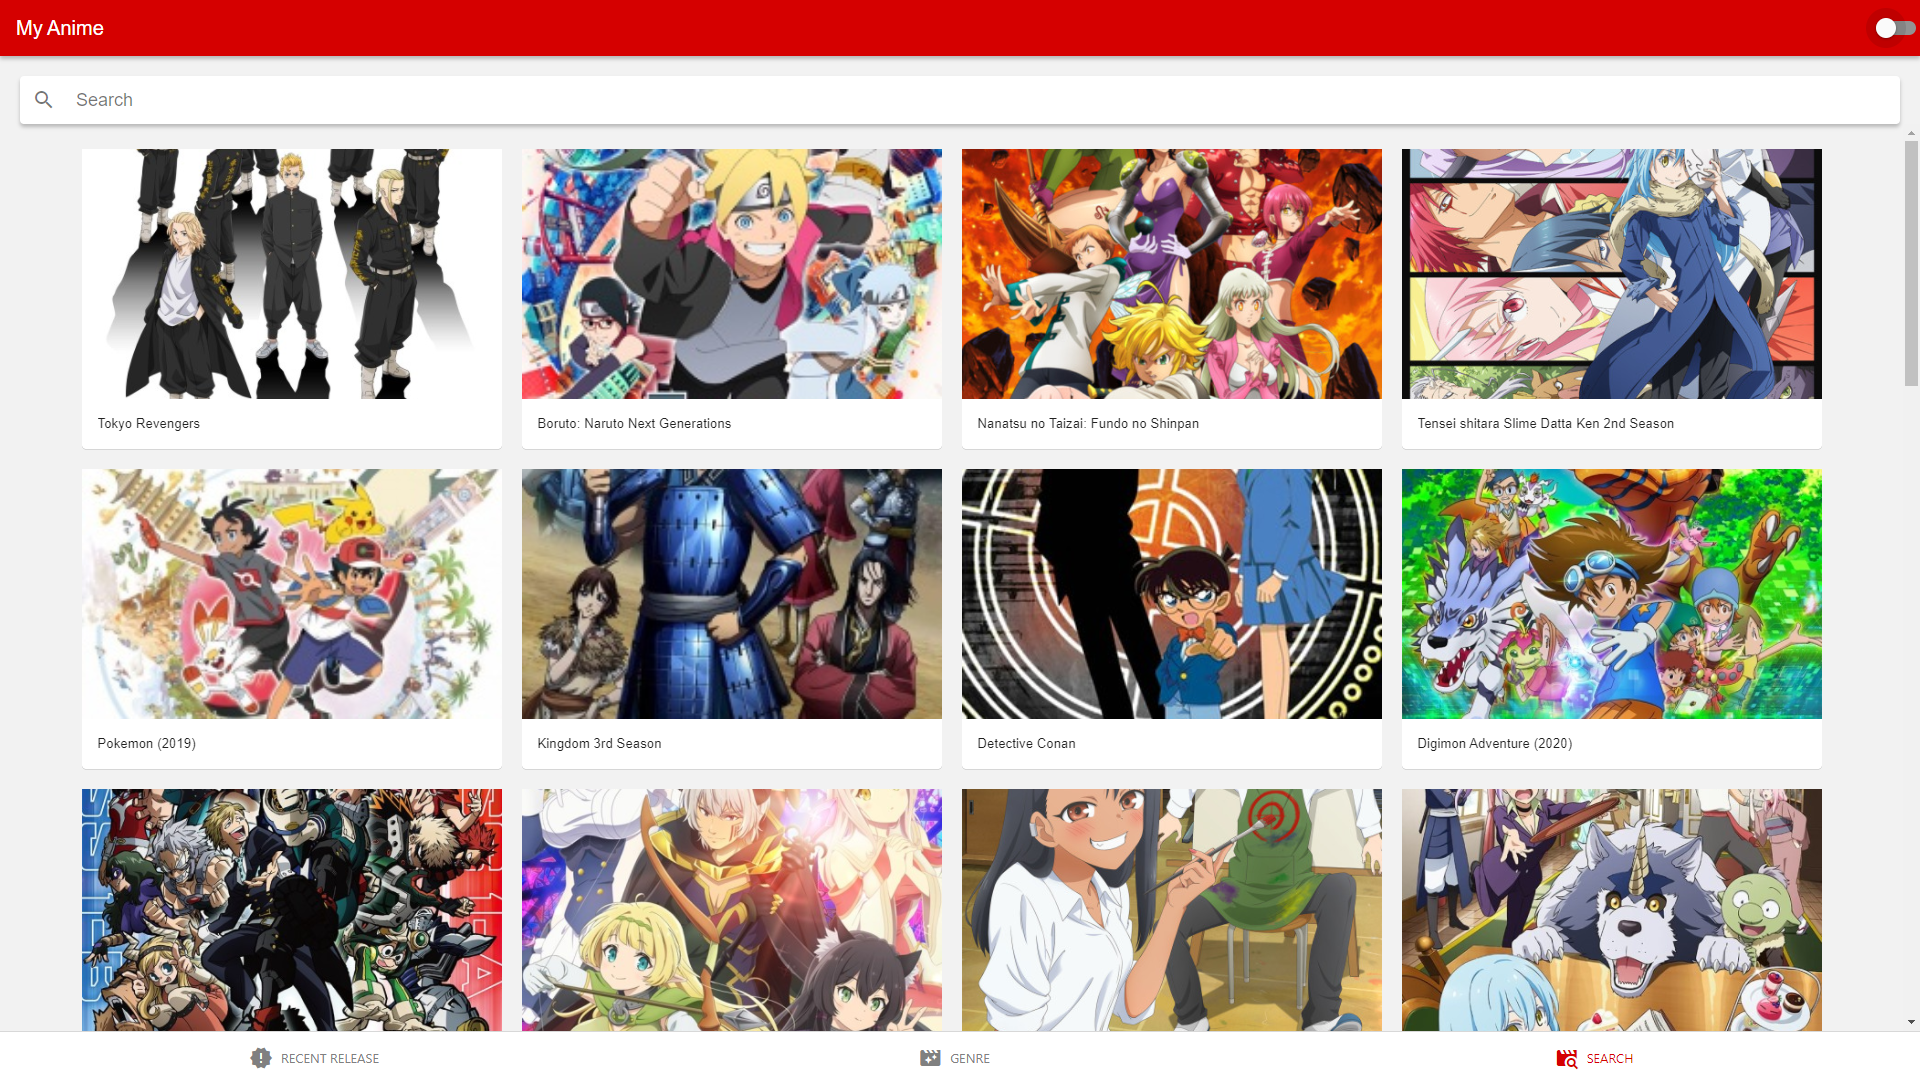 My Anime
Search
Tokyo Revengers
Boruto: Naruto Next Generations
Nanatsu no Taizai: Fundo no Shinpan
Tensei shitara Slime Datta Ken 2nd Season
Pokemon (2019)
Kingdom 3rd Season
Detective Conan
Digimon Adventure (2020)
RECENT RELEASE
GENRE
SEARCH